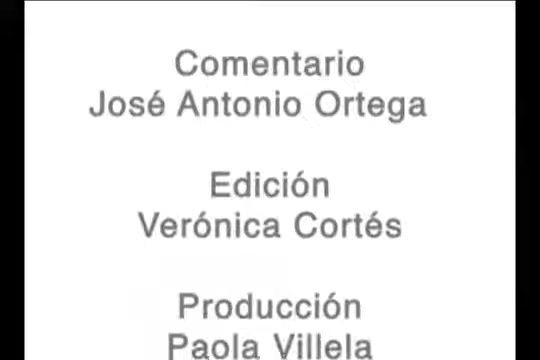 Comentario
José Antonio Ortega
Edición
Verónica Cortés
Producción
Paola Villela